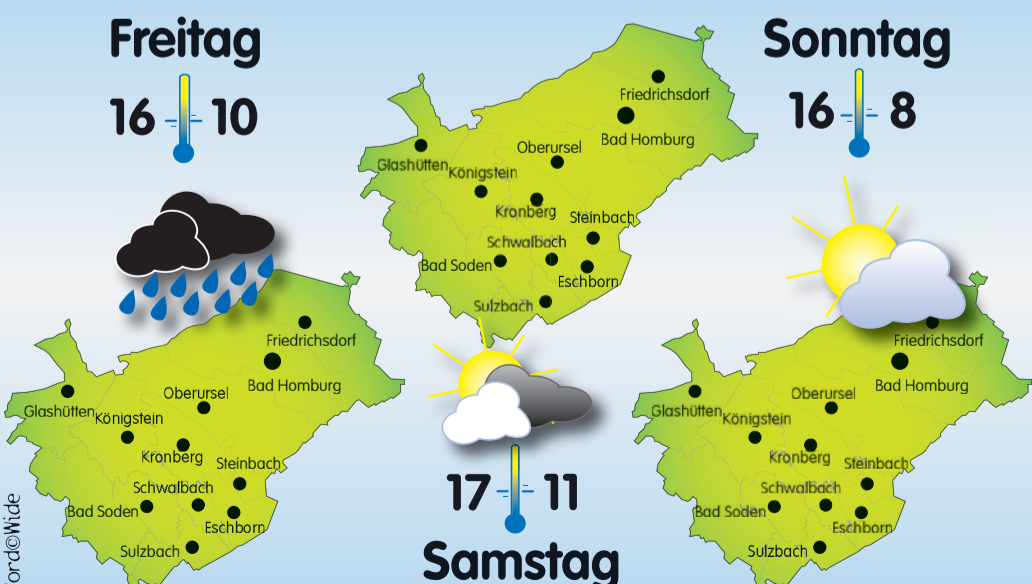 Freitag
16 10
Friedrichsdorf
Bad Homburg
Oberursel
Glashütten
Königstein
Kronberg
Steinbach
Schwalbach
Bad Soden
Eschborn
Sulzbach
Friedrichsdorf
Bad Homburg
Oberursel
Glashütten
Königstein
Kronberg
Steinbach
Schwalbach
Bad Soden
Eschborn
Sulzbach
17 11
Samstag
Sonntag
16 8
Friedrichsdorf
Bad Homburg
Oberursel
Glashütten
Königstein
Kronberg
Steinbach
Schwalbach
Bad Soden
Eschborn
Sulzbach